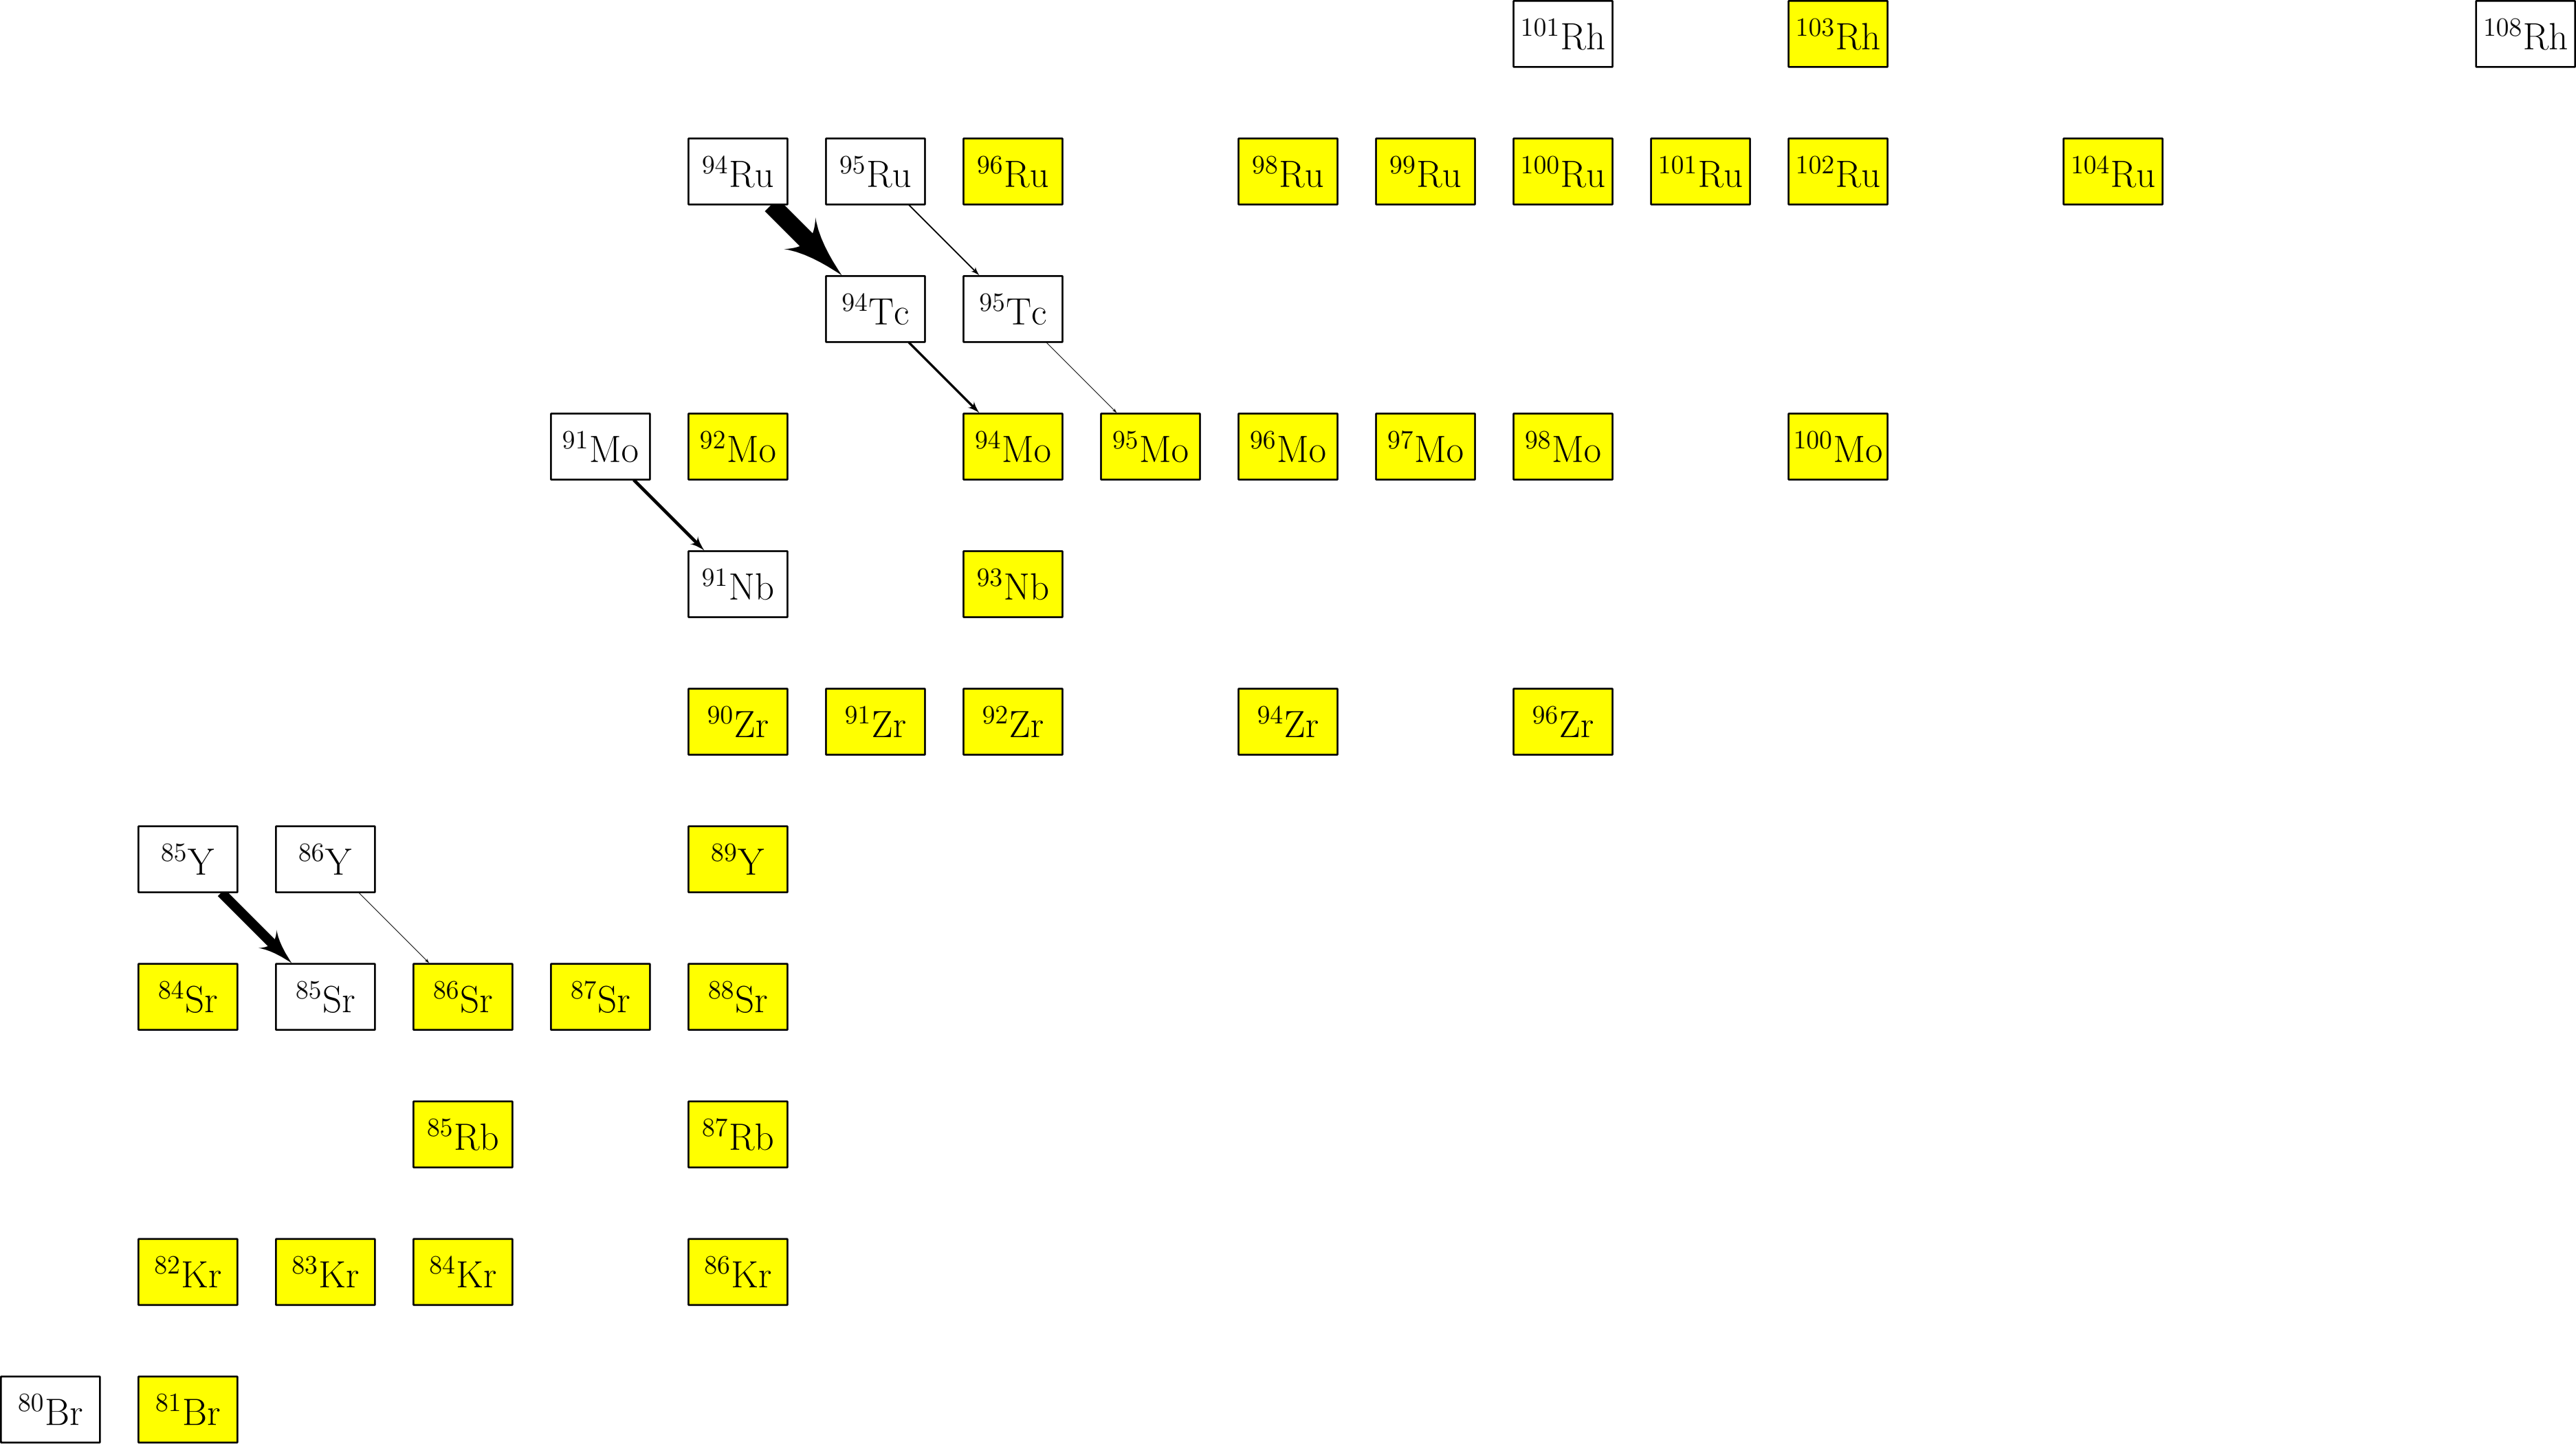 ¹⁰¹Rh ¹⁰³Rh ¹⁰⁸Rh
⁹⁴Ru ⁹⁵Ru ⁹⁶Ru ⁹⁸Ru ⁹⁹Ru ¹⁰⁰Ru ¹⁰¹Ru ¹⁰²Ru ¹⁰⁴Ru
⁹⁴Tc ⁹⁵Tc
⁹¹Mo ⁹²Mo ⁹⁴Mo ⁹⁵Mo ⁹⁶Mo ⁹⁷Mo ⁹⁸Mo ¹⁰⁰Mo
⁹¹Nb ⁹³Nb
⁹⁰Zr ⁹¹Zr ⁹²Zr ⁹⁴Zr ⁹⁶Zr
⁸⁵Y ⁸⁶Y ⁸⁹Y
⁸⁴Sr ⁸⁵Sr ⁸⁶Sr ⁸⁷Sr ⁸⁸Sr
⁸⁵Rb ⁸⁷Rb
⁸²Kr ⁸³Kr ⁸⁴Kr ⁸⁶Kr
⁸⁰Br ⁸¹Br